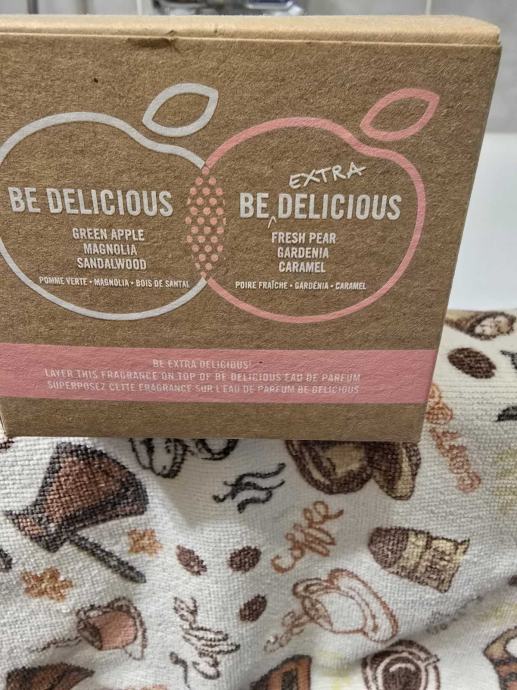 BE DELICIOUS
GREEN APPLE
MAGNOLIA
SANDALWOOD
POMME VERTE • MAGNOLIA • BOIS DE SANTAL
EXTRA
BE DELICIOUS
FRESH PEAR
GARDENIA
CARAMEL
POIRE FRAÎCHE • GARDÉNIA • CARAMEL
BE EXTRA DELICIOUS!
LAYER THIS FRAGRANCE ON TOP OF BE DELICIOUS EAU DE PARFUM
SUPERPOSEZ CETTE FRAGRANCE SUR L'EAU DE PARFUM BE DELICIOUS
coffee
coffee